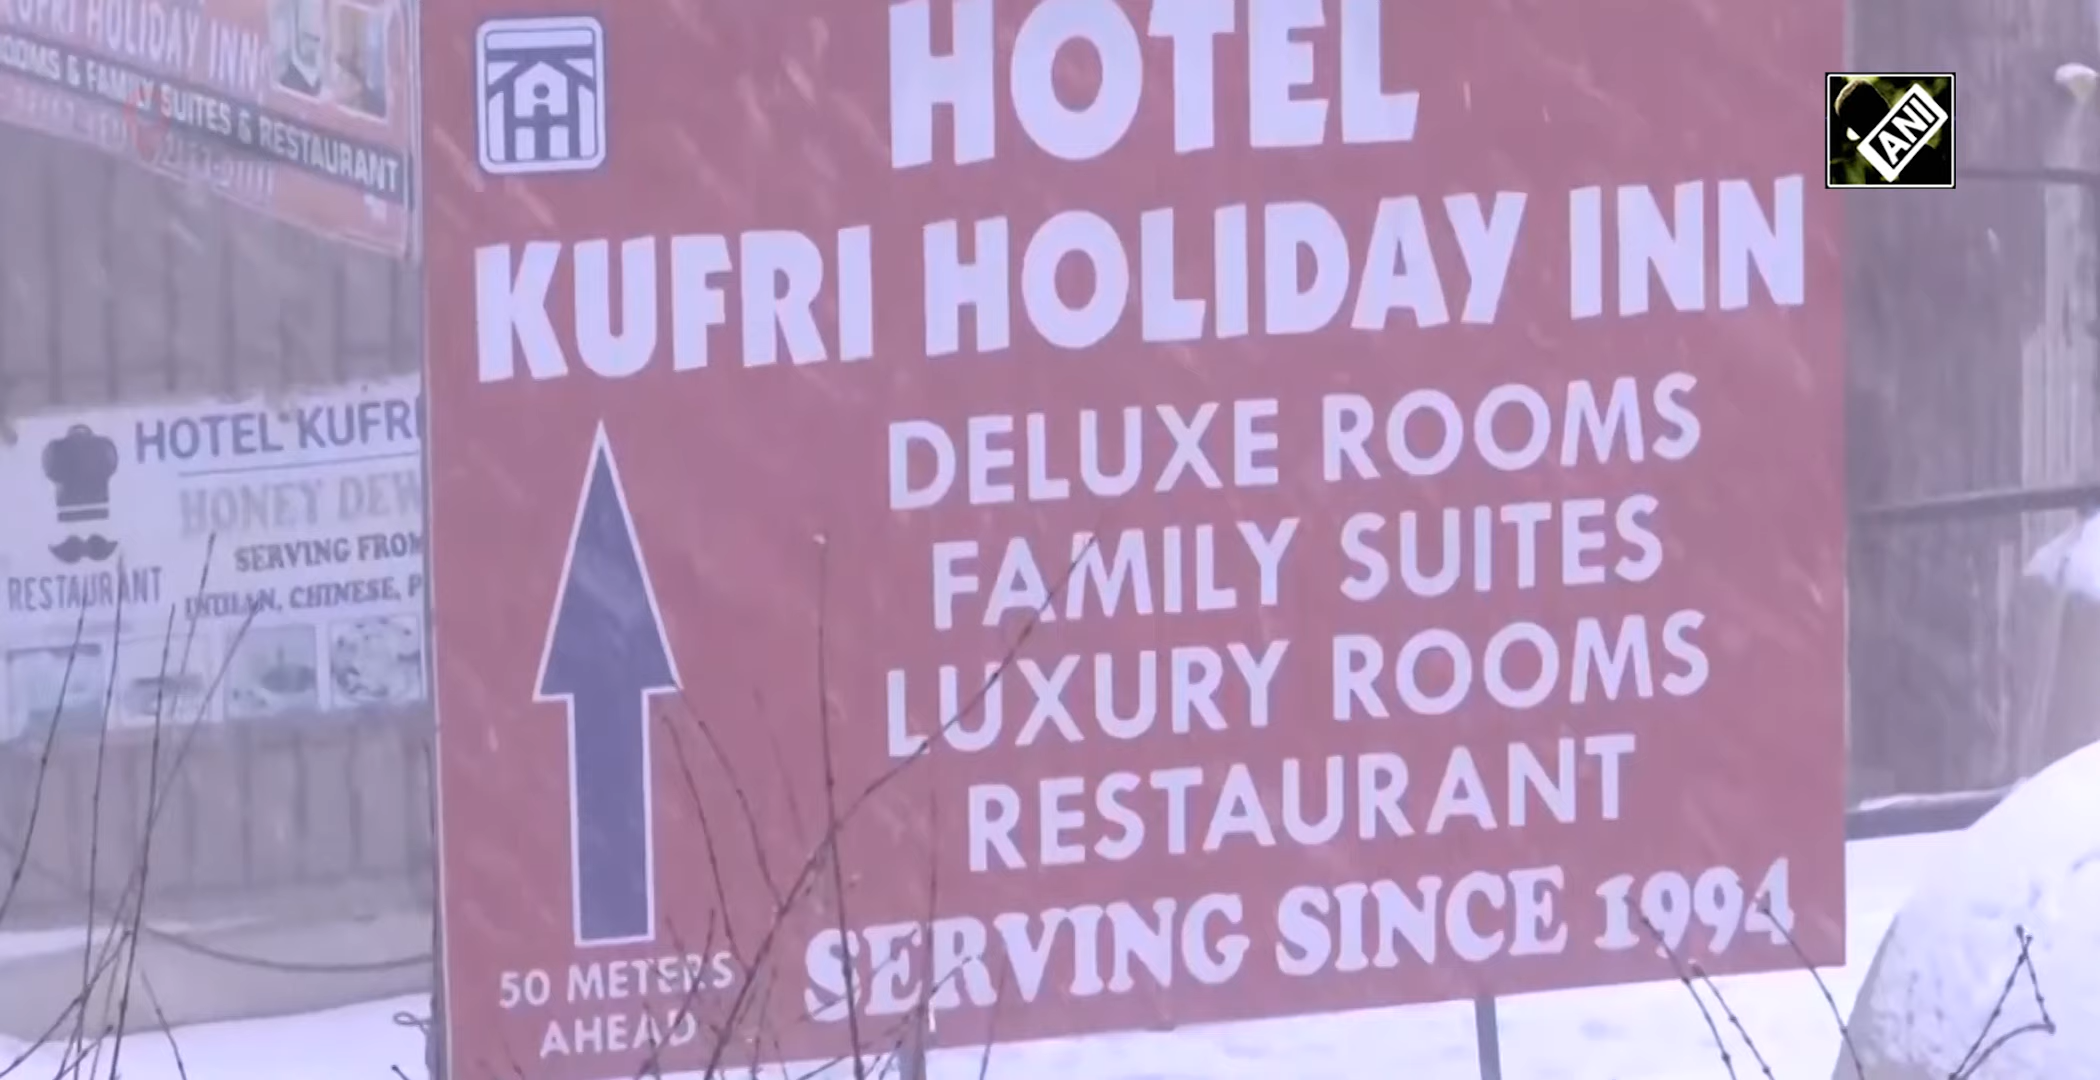 HOLIDAY INN
ROOMS & FAMILY SUITES & RESTAURANT
HOTEL KUFRI
HONEY DEW
SERVING FROM
INDIAN, CHINESE, P
RESTAURANT
HOTEL
KUFRI HOLIDAY INN
DELUXE ROOMS
FAMILY SUITES
LUXURY ROOMS
RESTAURANT
SERVING SINCE 1994
50 METERS
AHEAD
ANI